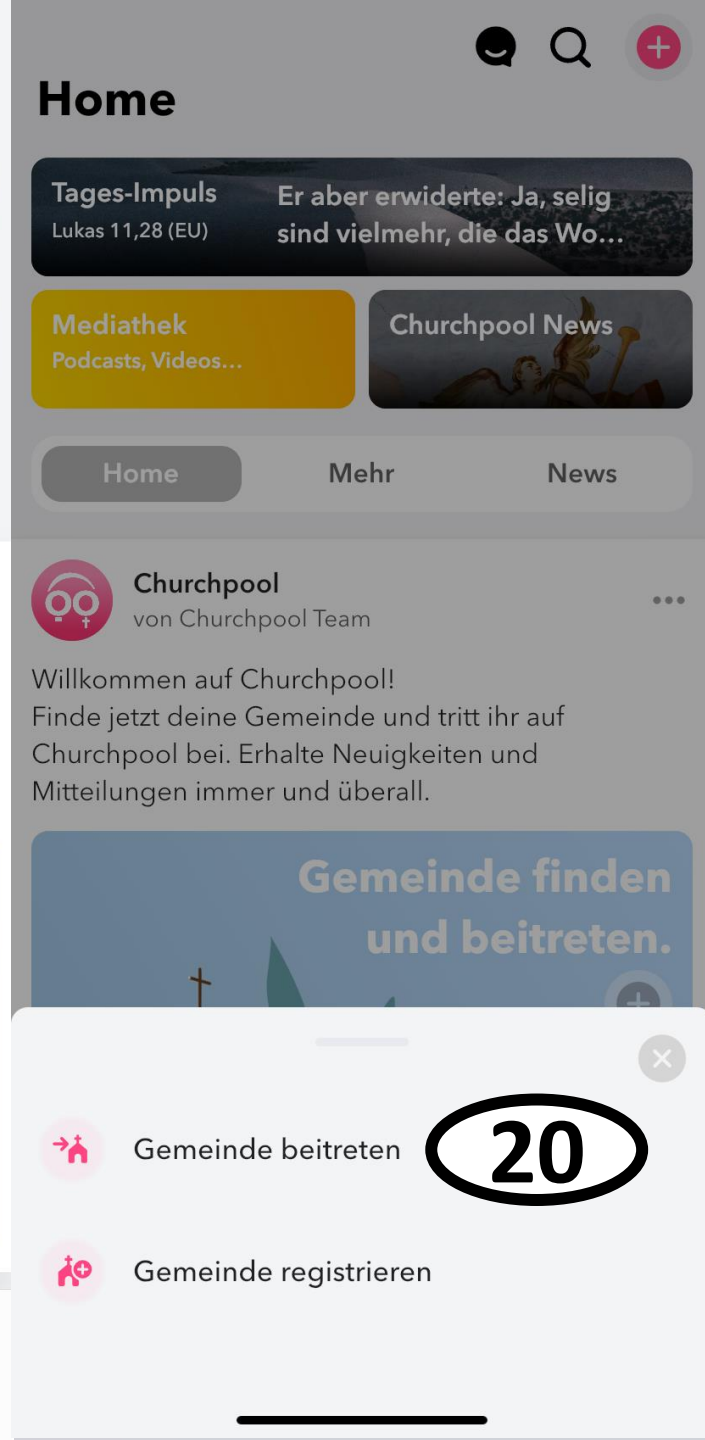 Home
Tages-Impuls
Lukas 11,28 (EU)
Er aber erwiderte: Ja, selig
sind vielmehr, die das Wo...
Mediathek
Podcasts, Videos...
Churchpool News
Home
Mehr
News
Churchpool
von Churchpool Team
Willkommen auf Churchpool!
Finde jetzt deine Gemeinde und tritt ihr auf
Churchpool bei. Erhalte Neuigkeiten und
Mitteilungen immer und überall.
Gemeinde finden
und beitreten.
Gemeinde beitreten
20
Gemeinde registrieren